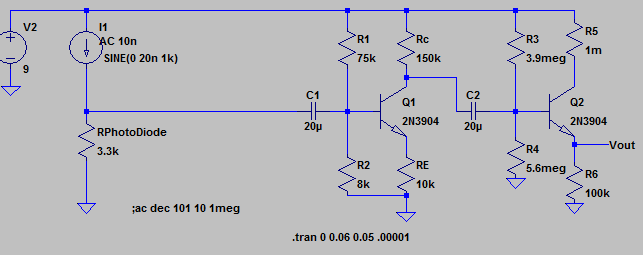 V2
9
I1
AC 10n
SINE(0 20n 1k)
RPhotoDiode
3.3k
C1
20µ
R1
75k
R2
8k
Rc
150k
Q1
2N3904
RE
10k
C2
20µ
R3
3.9meg
R4
5.6meg
R5
1m
Q2
2N3904
Vout
R6
100k
;ac dec 101 10 1meg
.tran 0 0.06 0.05 .00001